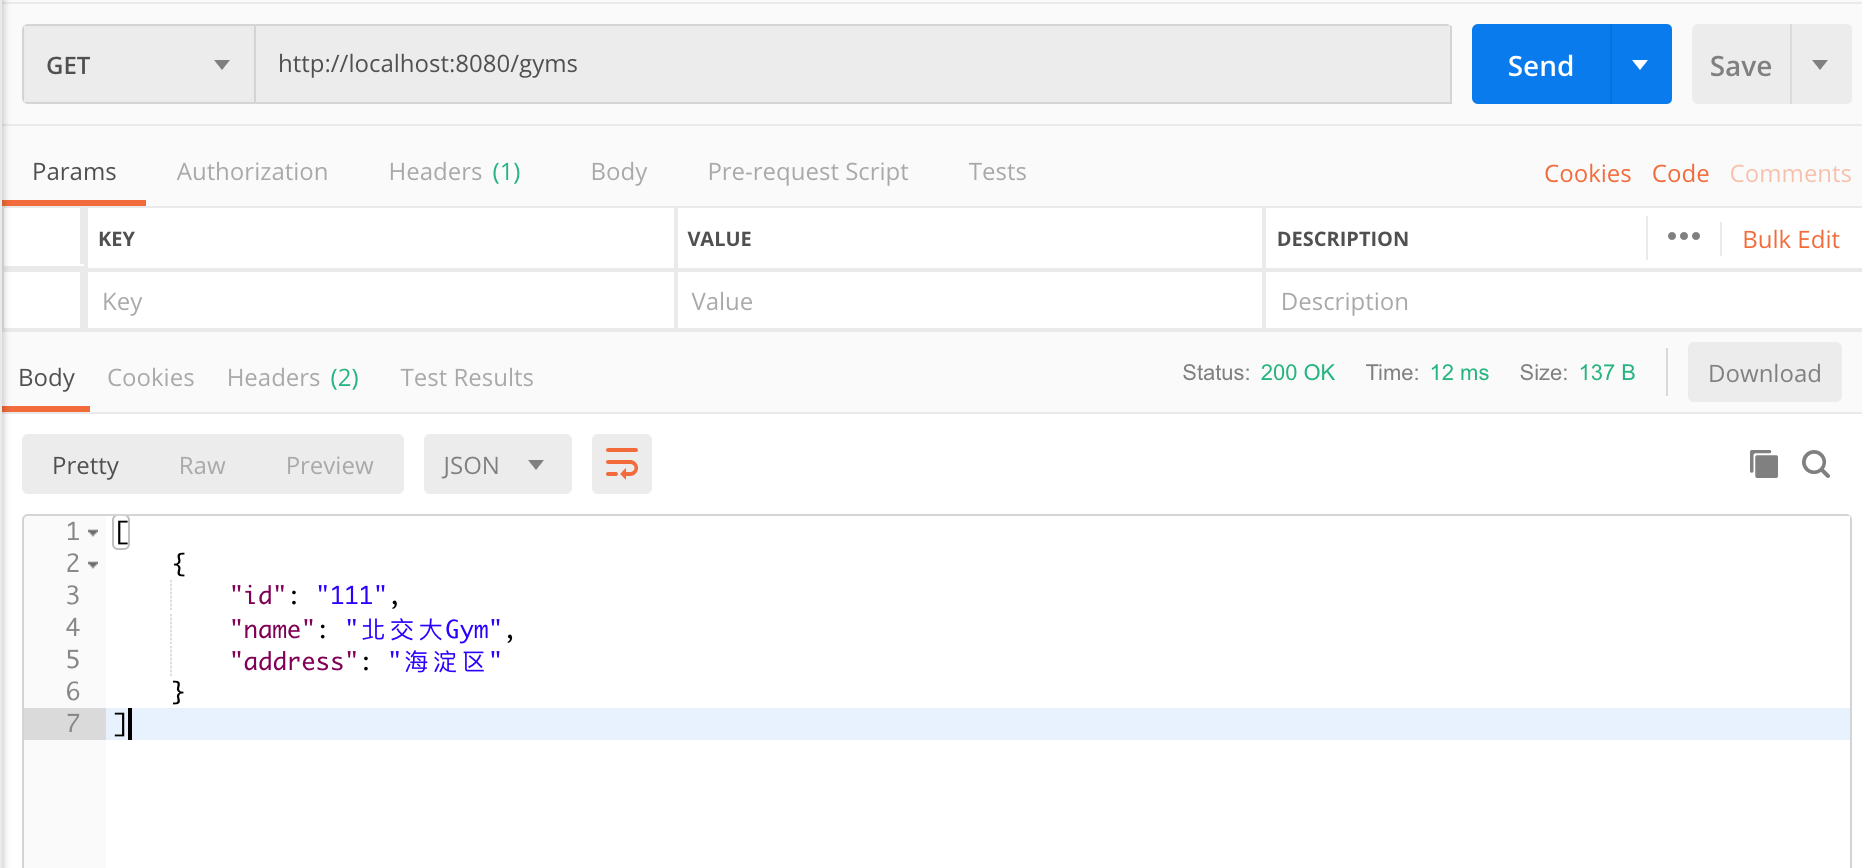 GET http://localhost:8080/gyms Send Save
Params Authorization Headers (1) Body Pre-request Script Tests Cookies Code Comments
KEY VALUE DESCRIPTION ••• Bulk Edit
Key Value Description
Body Cookies Headers (2) Test Results Status: 200 OK Time: 12 ms Size: 137 B Download
Pretty Raw Preview JSON
1 [
2 {
3 "id": "111",
4 "name": "北交大Gym",
5 "address": "海淀区"
6 }
7 ]